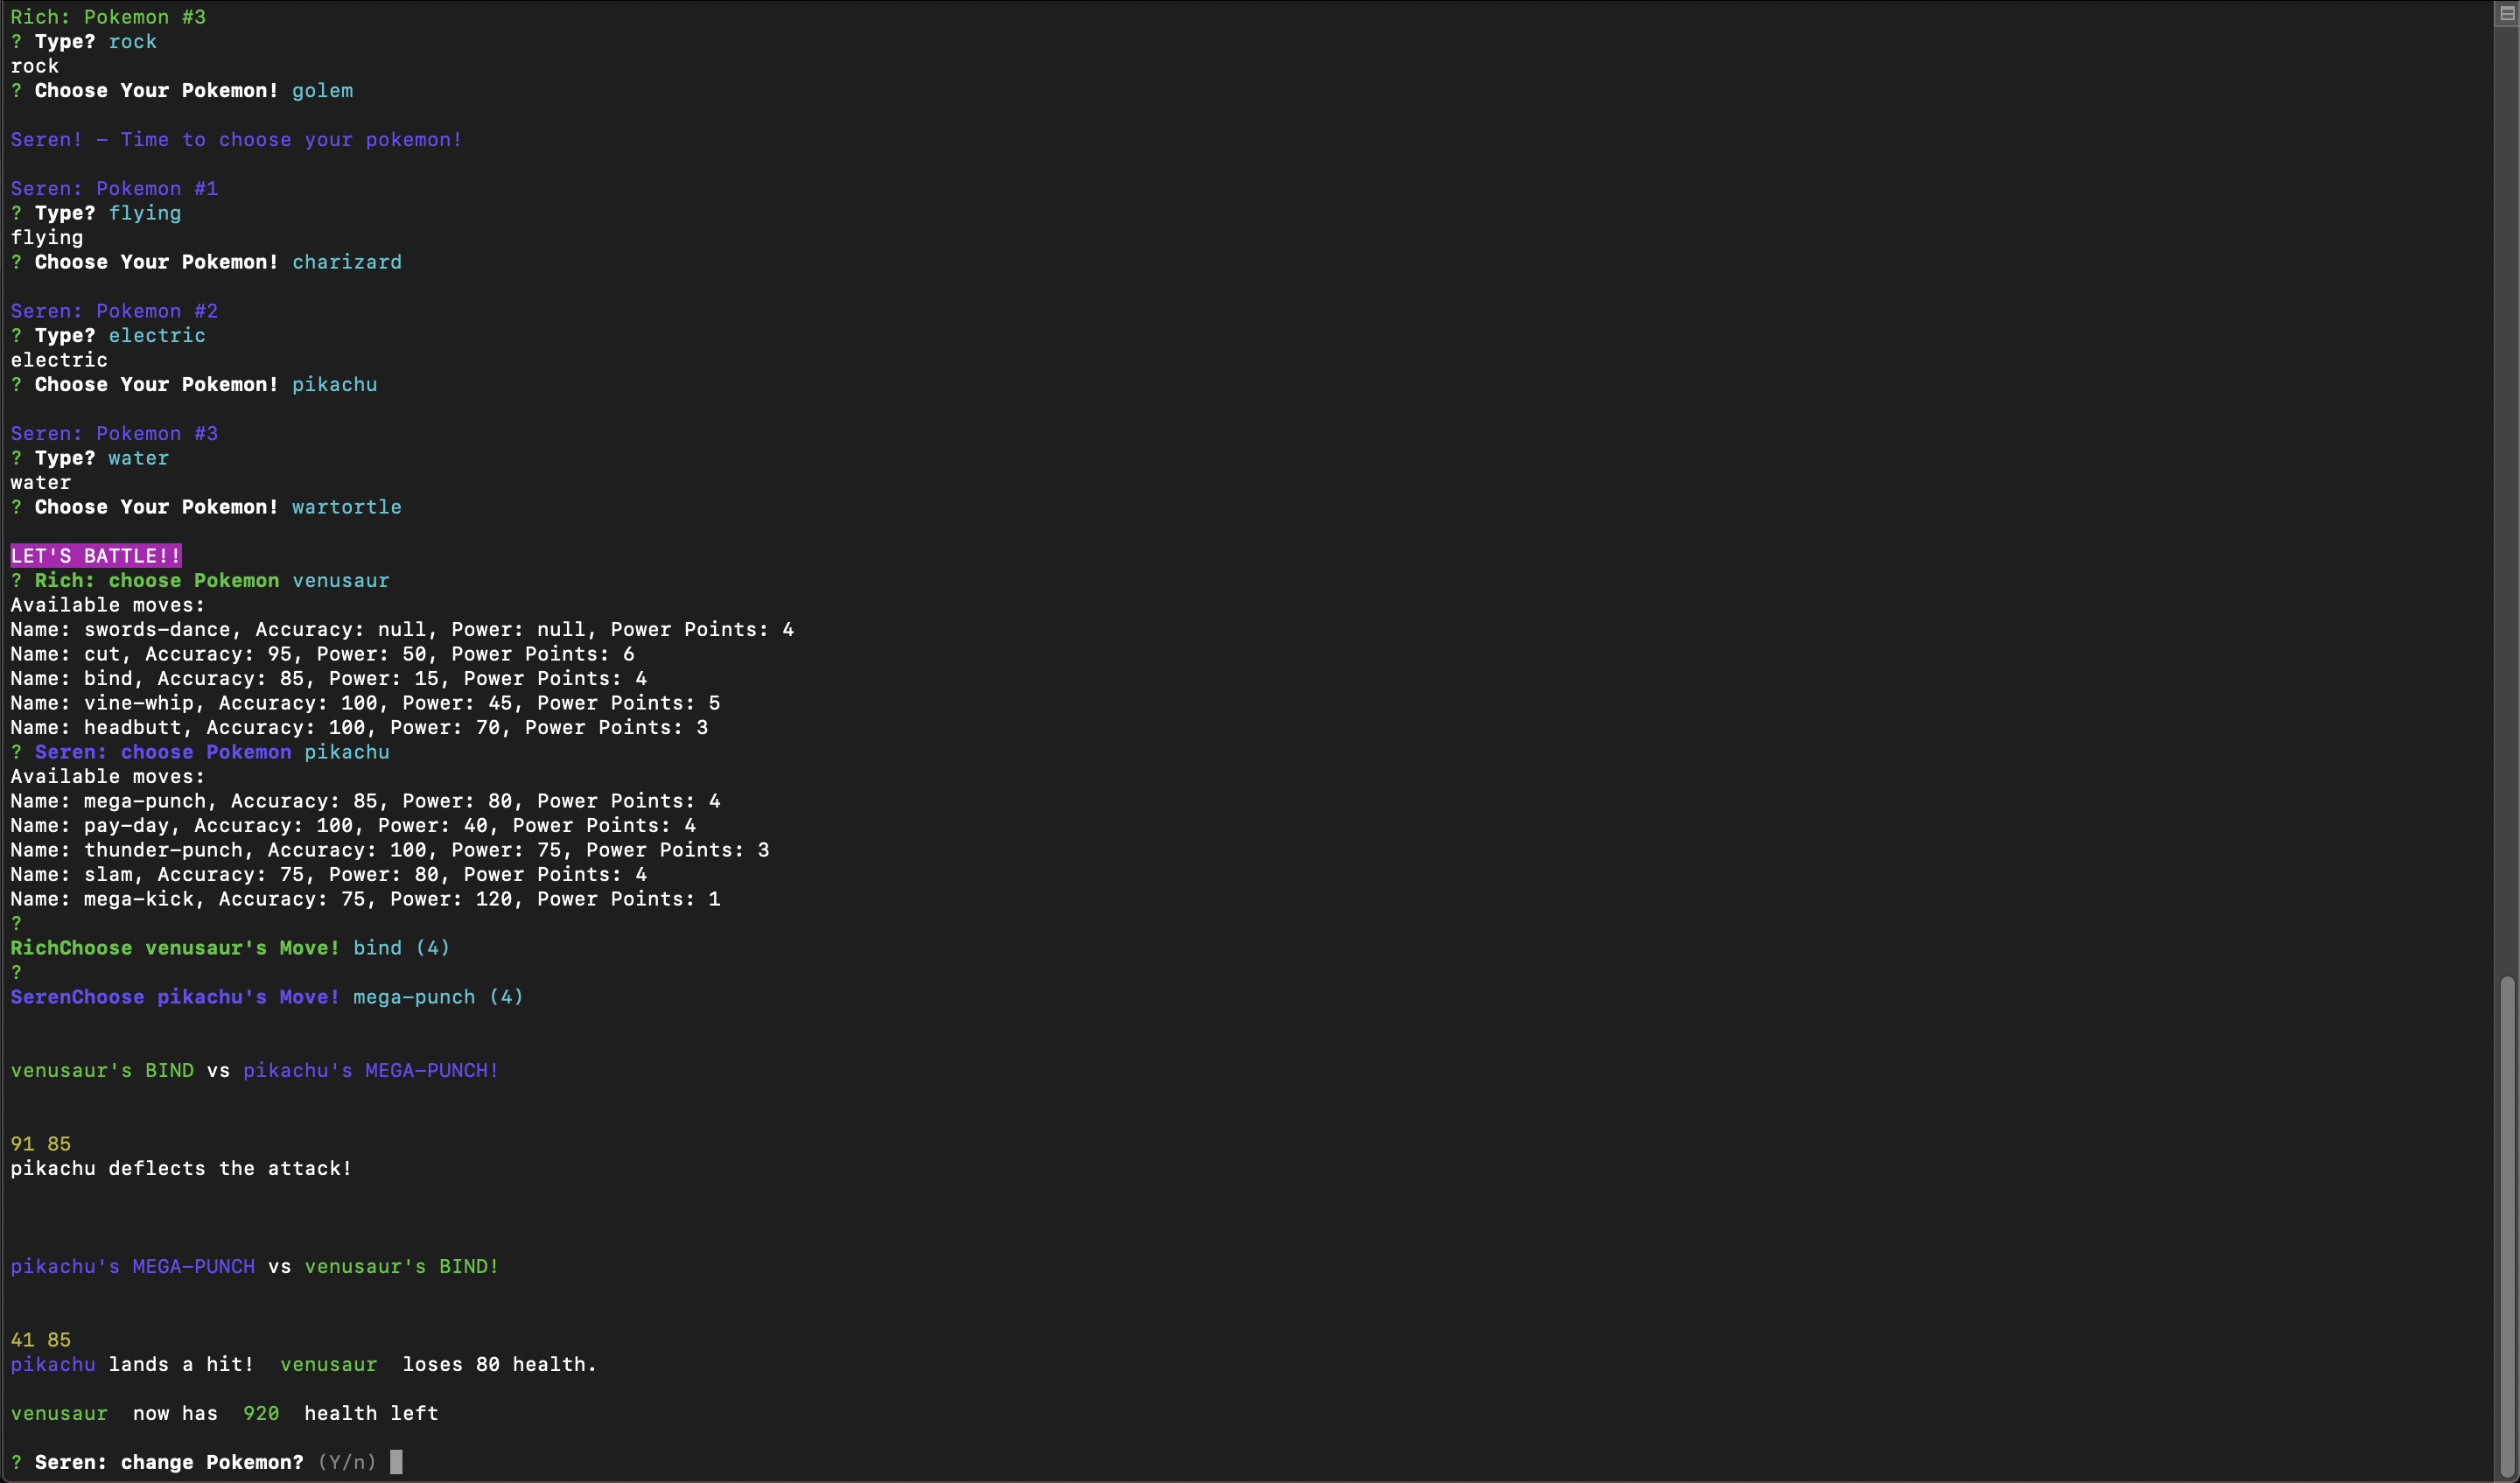 Rich: Pokemon #3
? Type? rock
rock
? Choose Your Pokemon! golem
Seren! – Time to choose your pokemon!
Seren: Pokemon #1
? Type? flying
flying
? Choose Your Pokemon! charizard
Seren: Pokemon #2
? Type? electric
electric
? Choose Your Pokemon! pikachu
Seren: Pokemon #3
? Type? water
water
? Choose Your Pokemon! wartortle
LET'S BATTLE!!
? Rich: choose Pokemon venusaur
Available moves:
Name: swords-dance, Accuracy: null, Power: null, Power Points: 4
Name: cut, Accuracy: 95, Power: 50, Power Points: 6
Name: bind, Accuracy: 85, Power: 15, Power Points: 4
Name: vine-whip, Accuracy: 100, Power: 45, Power Points: 5
Name: headbutt, Accuracy: 100, Power: 70, Power Points: 3
? Seren: choose Pokemon pikachu
Available moves:
Name: mega-punch, Accuracy: 85, Power: 80, Power Points: 4
Name: pay-day, Accuracy: 100, Power: 40, Power Points: 4
Name: thunder-punch, Accuracy: 100, Power: 75, Power Points: 3
Name: slam, Accuracy: 75, Power: 80, Power Points: 4
Name: mega-kick, Accuracy: 75, Power: 120, Power Points: 1
?
RichChoose venusaur's Move! bind (4)
?
SerenChoose pikachu's Move! mega-punch (4)
venusaur's BIND vs pikachu's MEGA-PUNCH!
91 85
pikachu deflects the attack!
pikachu's MEGA-PUNCH vs venusaur's BIND!
41 85
pikachu lands a hit!  venusaur  loses 80 health.
venusaur  now has  920  health left
? Seren: change Pokemon? (Y/n)